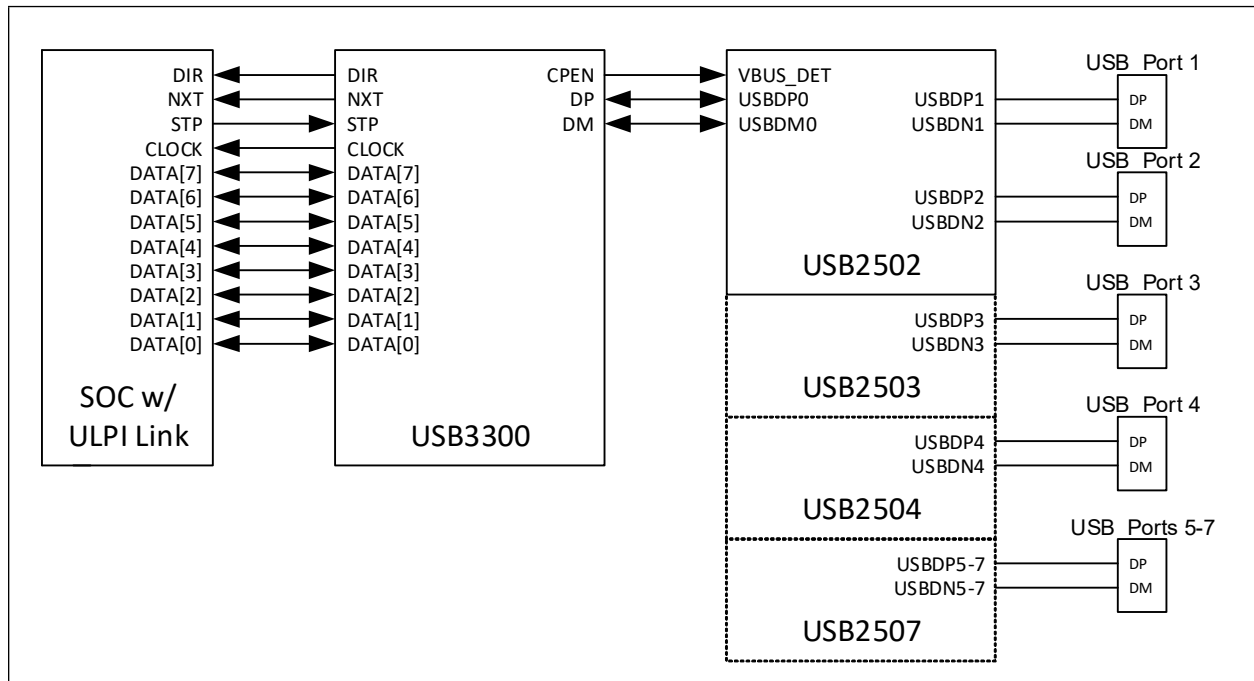 DIR
NXT
STP
CLOCK
DATA[7]
DATA[6]
DATA[5]
DATA[4]
DATA[3]
DATA[2]
DATA[1]
DATA[0]
SOC w/
ULPI Link
DIR
NXT
STP
CLOCK
DATA[7]
DATA[6]
DATA[5]
DATA[4]
DATA[3]
DATA[2]
DATA[1]
DATA[0]
CPEN
DP
DM
USB3300
VBUS_DET
USBDP0
USBDM0
USBDP1
USBDN1
USBDP2
USBDN2
USB2502
USBDP3
USBDN3
USB2503
USBDP4
USBDN4
USB2504
USBDP5-7
USBDN5-7
USB2507
USB Port 1
DP
DM
USB Port 2
DP
DM
USB Port 3
DP
DM
USB Port 4
DP
DM
USB Ports 5-7
DP
DM